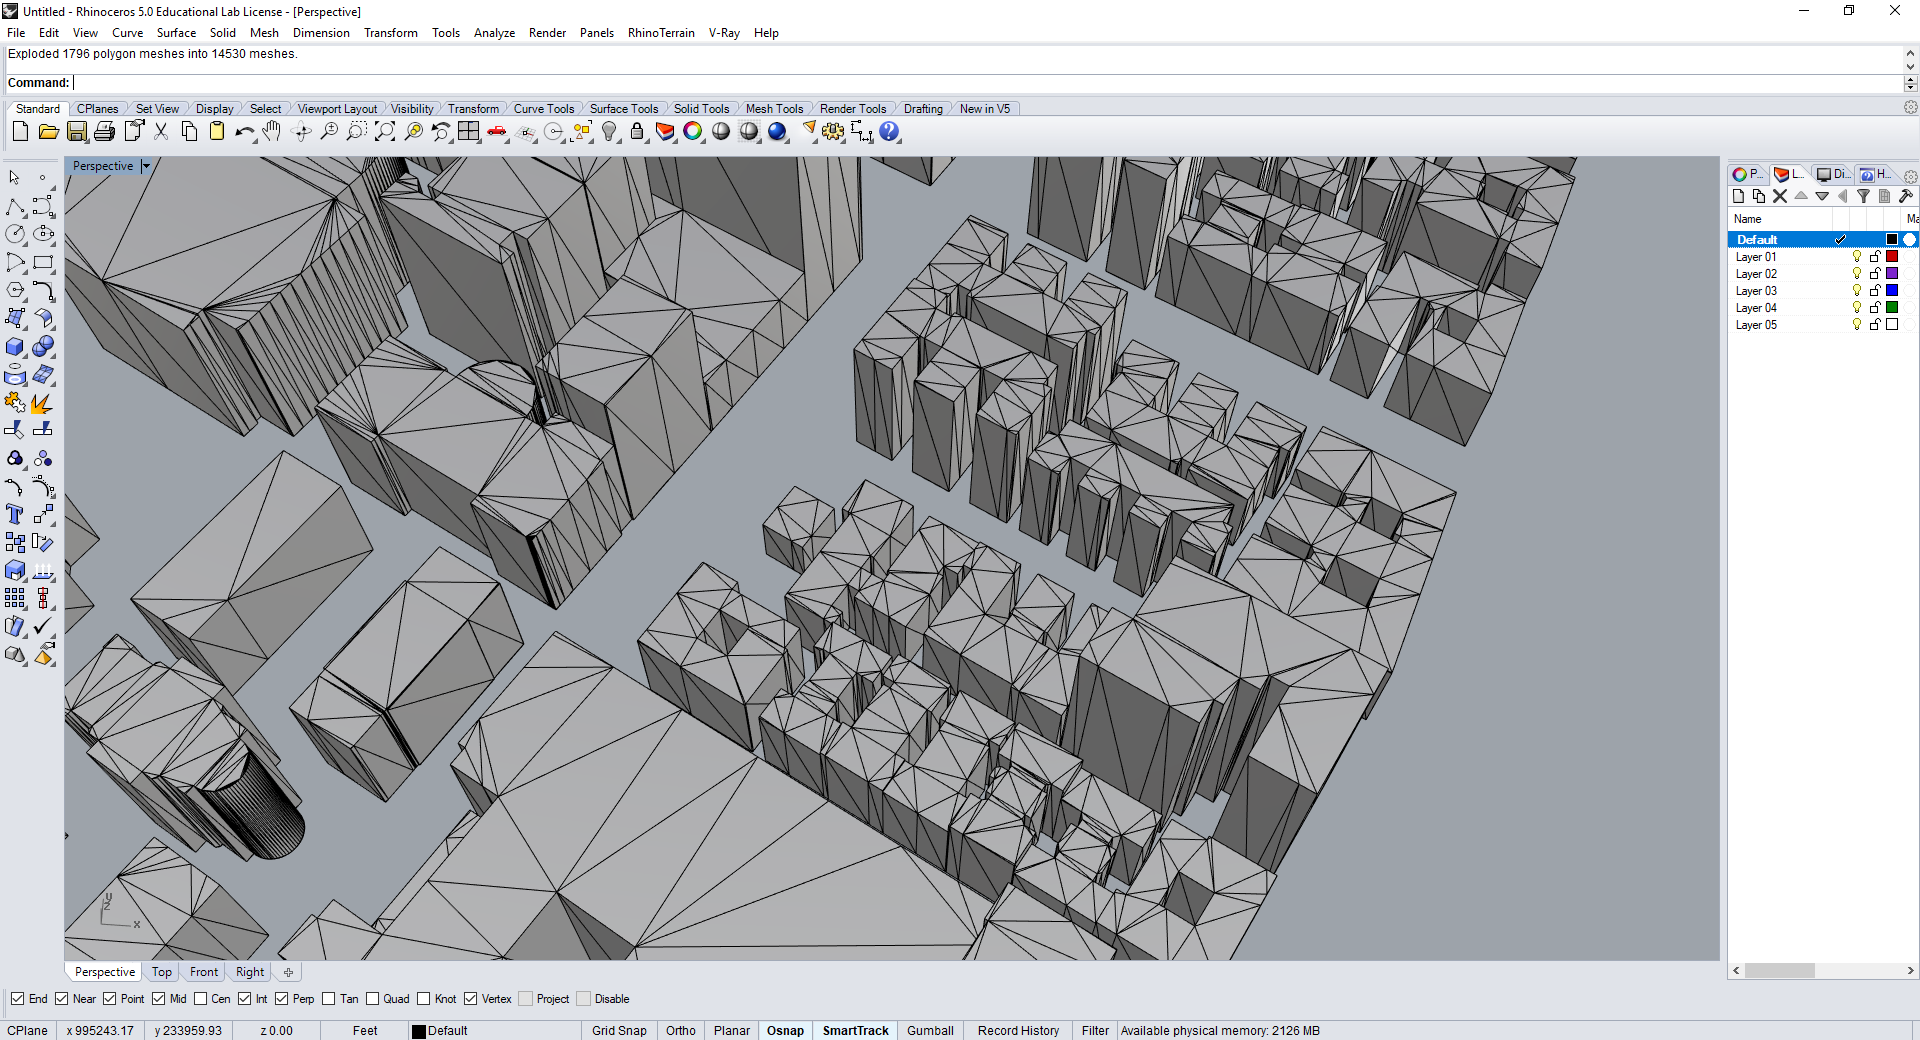 Untitled - Rhinoceros 5.0 Educational Lab License - [Perspective]
File Edit View Curve Surface Solid Mesh Dimension Transform Tools Analyze Render Panels RhinoTerrain V-Ray Help
Exploded 1796 polygon meshes into 14530 meshes.
Command:
Standard CPlanes Set View Display Select Viewport Layout Visibility Transform Curve Tools Surface Tools Solid Tools Mesh Tools Render Tools Drafting New in V5
Perspective
P... L... Di... H...
Name Ma
Default
Layer 01
Layer 02
Layer 03
Layer 04
Layer 05
y
z
x
Perspective Top Front Right
End Near Point Mid Cen Int Perp Tan Quad Knot Vertex Project Disable
CPlane x 995243.17 y 233959.93 z 0.00 Feet Default Grid Snap Ortho Planar Osnap SmartTrack Gumball Record History Filter Available physical memory: 2126 MB